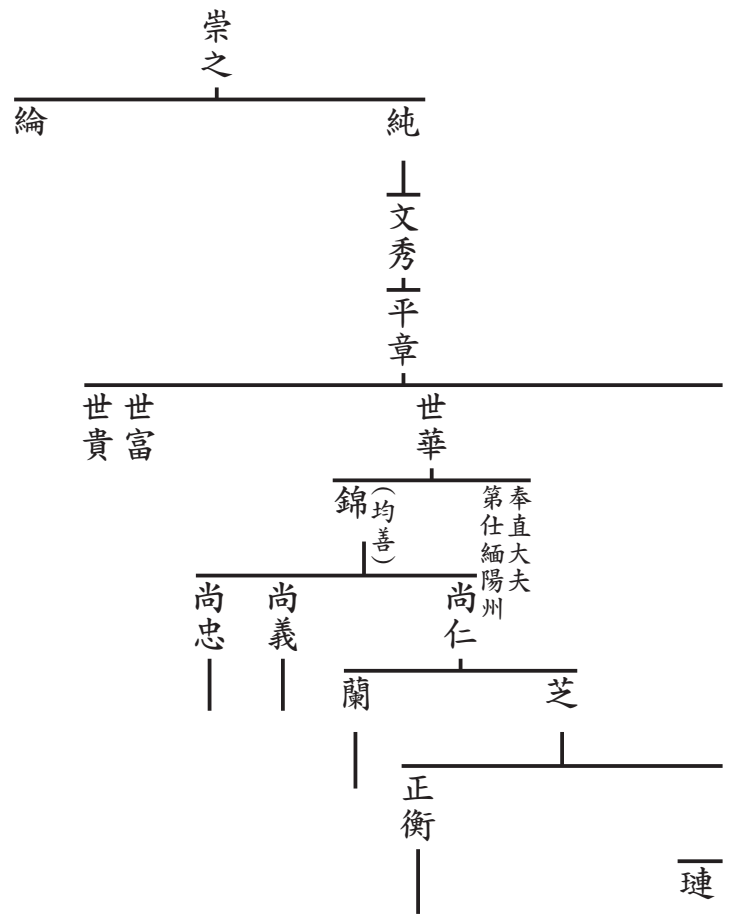 崇之
純
綸
文秀
平章
世華
世富
世貴
奉直大夫
第仕緬陽州
錦(均善)
尚仁
尚義
尚忠
芝
蘭
正衡
璉